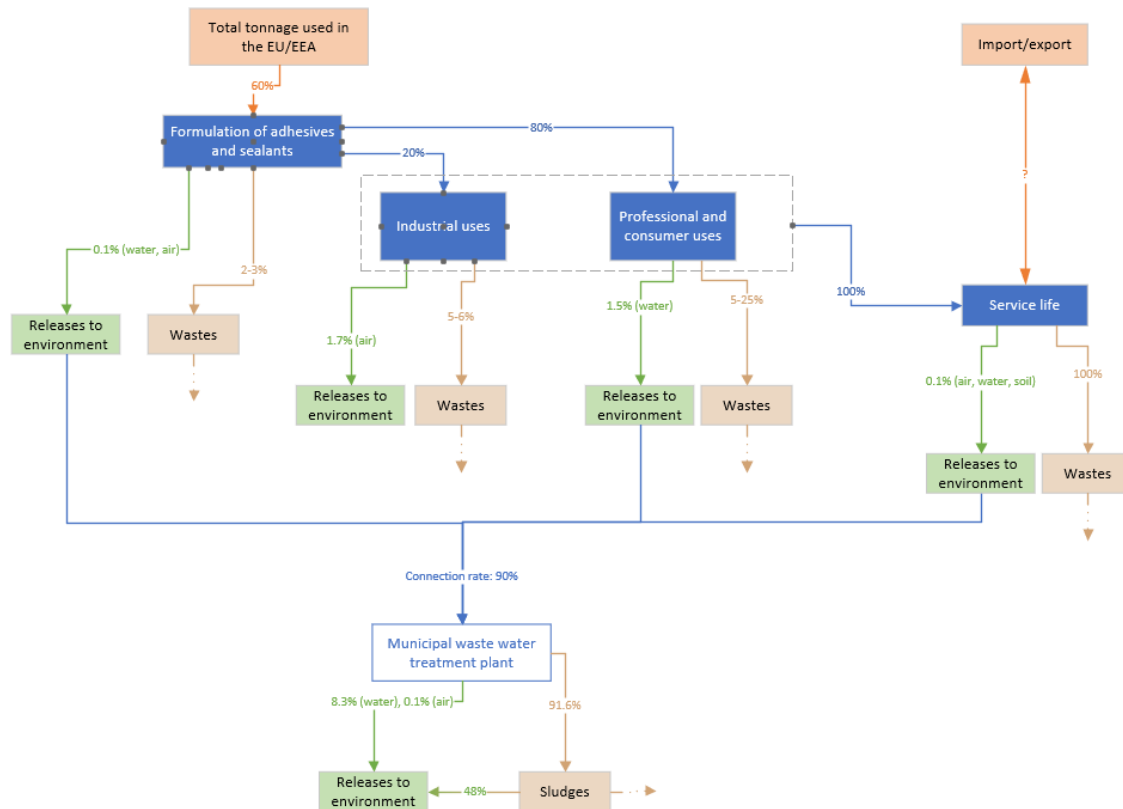 Total tonnage used in
the EU/EEA
Import/export
60%
Formulation of adhesives
and sealants
80%
20%
Industrial uses
Professional and
consumer uses
?
0.1% (water, air)
2-3%
100%
Service life
Releases to
environment
Wastes
1.7% (air)
5-6%
1.5% (water)
5-25%
0.1% (air, water, soil)
100%
Releases to
environment
Wastes
Releases to
environment
Wastes
Releases to
environment
Wastes
Connection rate: 90%
Municipal waste water
treatment plant
8.3% (water), 0.1% (air)
91.6%
Releases to
environment
48%
Sludges